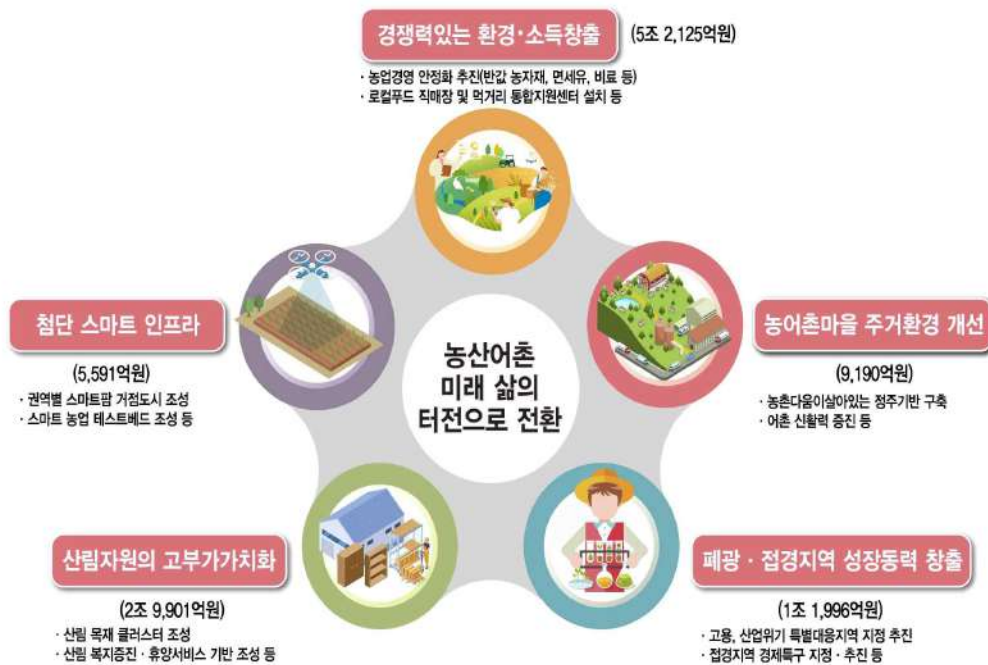 경쟁력있는 환경·소득창출 (5조 2,125억원)
· 농업경영 안정화 추진(반값 농자재, 면세유, 비료 등)
· 로컬푸드 직매장 및 먹거리 통합지원센터 설치 등
첨단 스마트 인프라
(5,591억원)
· 권역별 스마트팜 거점도시 조성
· 스마트 농업 테스트베드 조성 등
농산어촌
미래 삶의
터전으로 전환
농어촌마을 주거환경 개선
(9,190억원)
· 농촌다움이살아있는 정주기반 구축
· 어촌 신활력 증진 등
산림자원의 고부가가치화
(2조 9,901억원)
· 산림 목재 클러스터 조성
· 산림 복지증진 · 휴양서비스 기반 조성 등
폐광 · 접경지역 성장동력 창출
(1조 1,996억원)
· 고용, 산업위기 특별대응지역 지정 추진
· 접경지역 경제특구 지정 · 추진 등